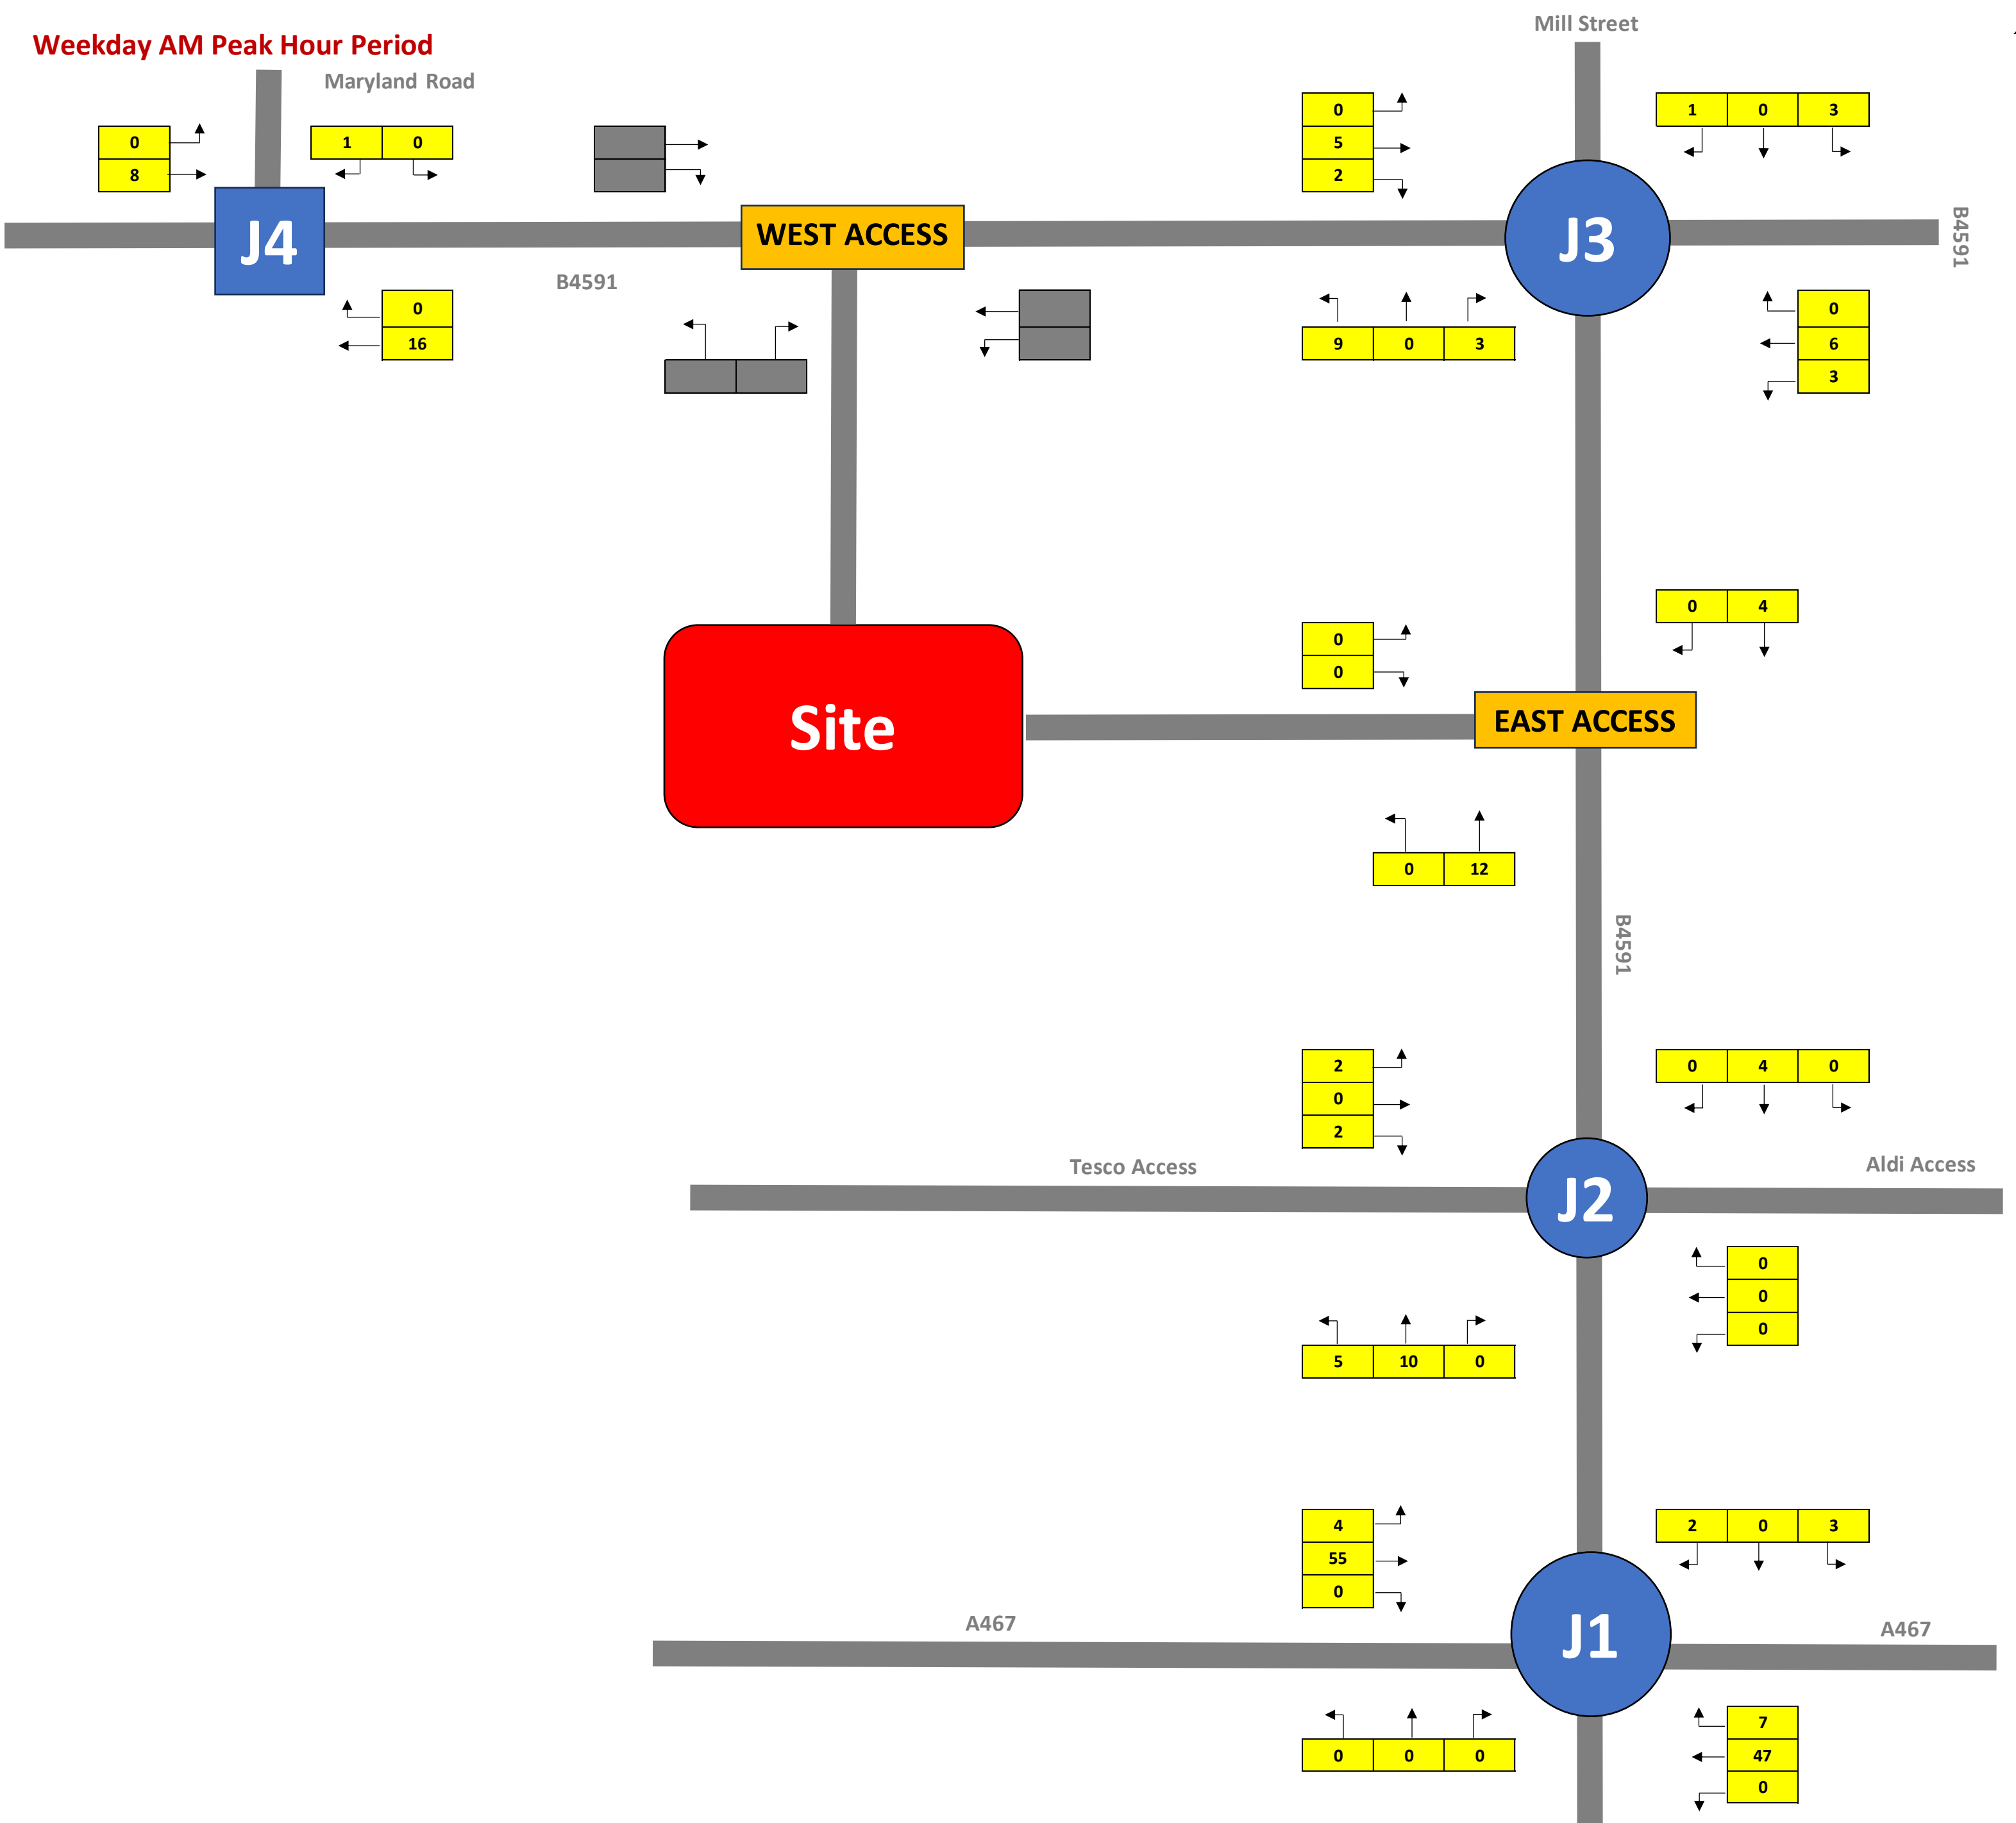 Mill Street
Weekday AM Peak Hour Period
Maryland Road
0
8
1 0
0
5
2
1 0 3
J4
WEST ACCESS
J3
B4591
B4591
0
16
9 0 3
0
6
3
0 4
0
0
Site
EAST ACCESS
0 12
B4591
2
0
2
0 4 0
Tesco Access
Aldi Access
J2
0
0
0
5 10 0
4
55
0
2 0 3
A467
A467
J1
7
47
0
0 0 0